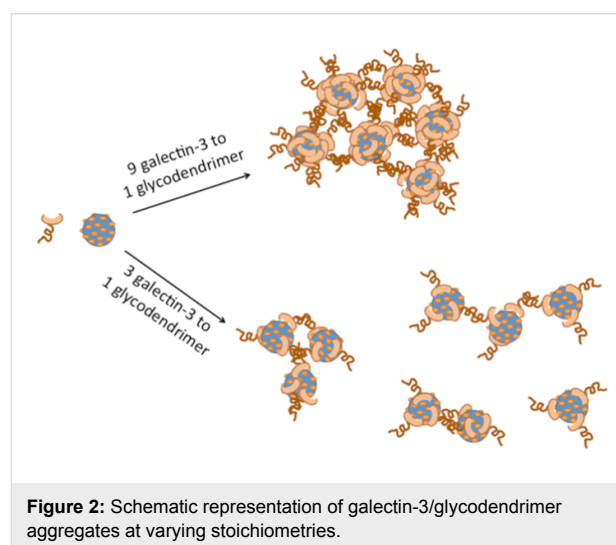 9 galectin-3 to
1 glycodendrimer
3 galectin-3 to
1 glycodendrimer
Figure 2: Schematic representation of galectin-3/glycodendrimer
aggregates at varying stoichiometries.